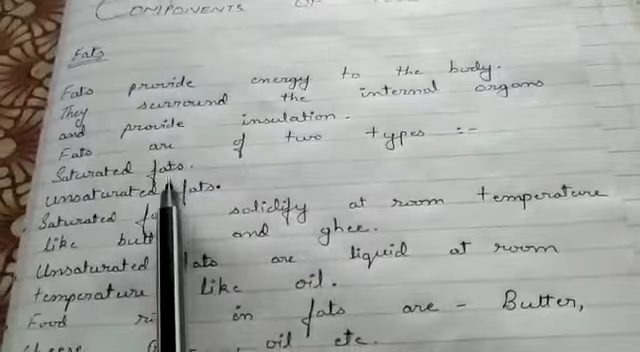 COMPONENTS OF
Fats
Fats provide energy to the body.
They surround the internal organs
and provide insulation.
Fats are of two types :-
Saturated fats.
Unsaturated fats.
Saturated solidify at room temperature
like and ghee.
Unsaturated are liquid at room
temperature like oil.
Food in fats are - Butter,
oil etc.